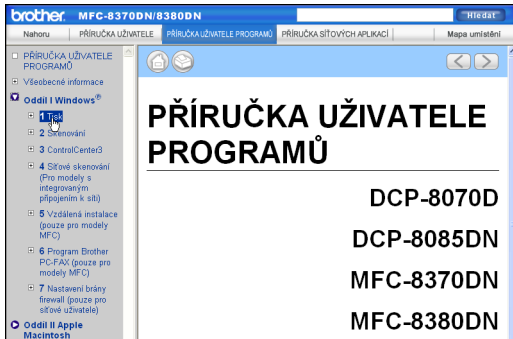 brother. MFC-8370DN/8380DN
Hledat
Nahoru
PŘÍRUČKA UŽIVATELE
PŘÍRUČKA UŽIVATELE PROGRAMŮ
PŘÍRUČKA SÍŤOVÝCH APLIKACÍ
Mapa umístění
PŘÍRUČKA UŽIVATELE
PROGRAMŮ
Všeobecné informace
Oddíl I Windows®
1 Tisk
2 Skenování
3 ControlCenter3
4 Síťové skenování
(Pro modely s
integrovaným
připojením k síti)
5 Vzdálená instalace
(pouze pro modely
MFC)
6 Program Brother
PC-FAX (pouze pro
modely MFC)
7 Nastavení brány
firewall (pouze pro
síťové uživatele)
Oddíl II Apple
Macintosh
PŘÍRUČKA UŽIVATELE
PROGRAMŮ
DCP-8070D
DCP-8085DN
MFC-8370DN
MFC-8380DN